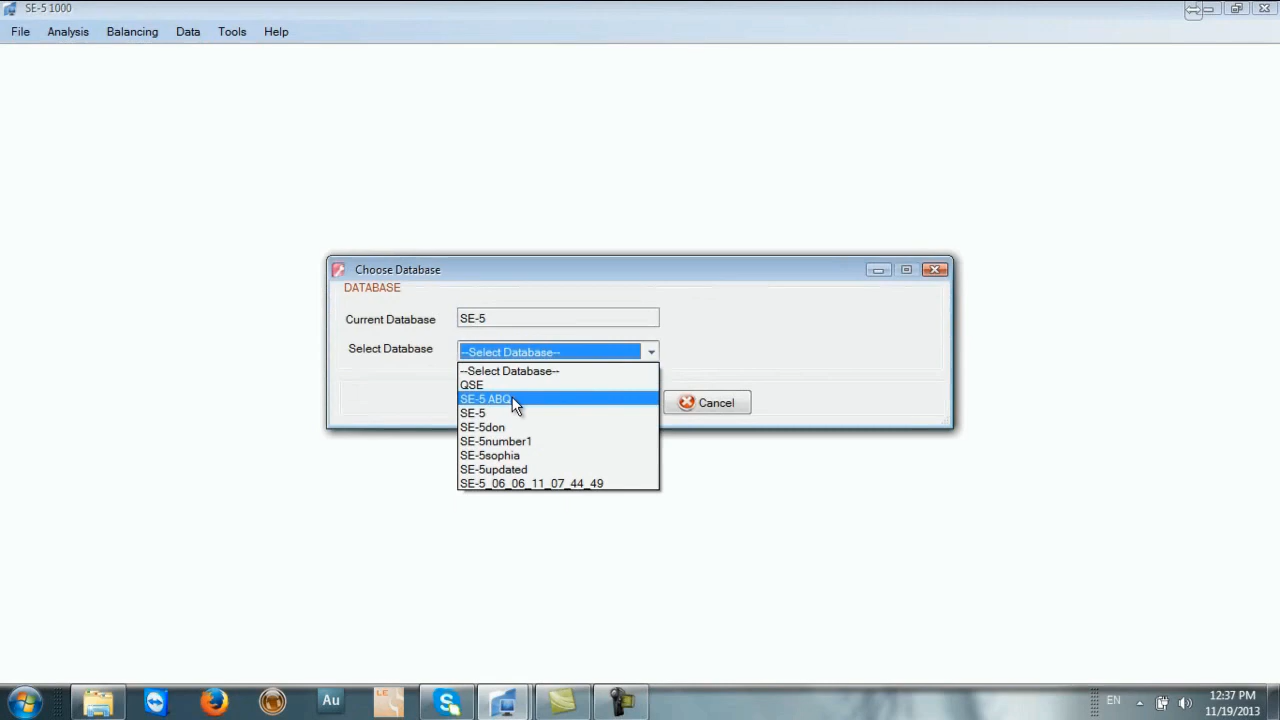 SE-5 1000
File Analysis Balancing Data Tools Help
Choose Database
DATABASE
Current Database SE-5
Select Database --Select Database--
--Select Database--
QSE
SE-5 ABQ
SE-5
SE-5don
SE-5number1
SE-5sophia
SE-5updated
SE-5_06_06_11_07_44_49
Cancel
LE
Au
EN
12:37 PM
11/19/2013